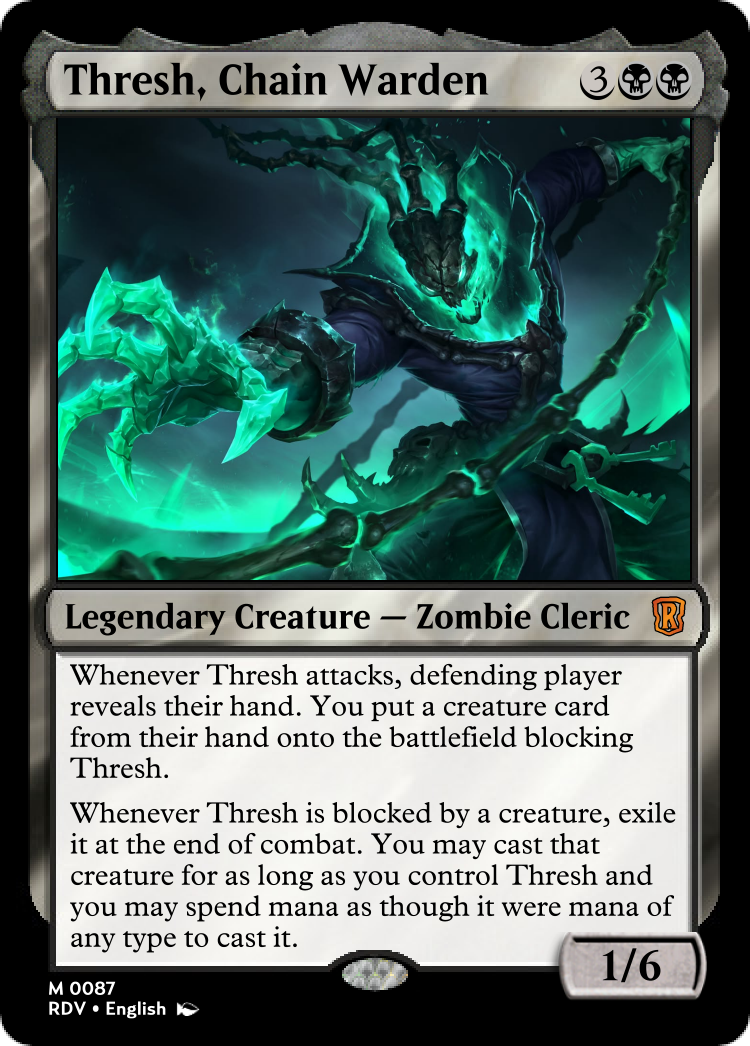 Thresh, Chain Warden 3
Legendary Creature — Zombie Cleric R
Whenever Thresh attacks, defending player
reveals their hand. You put a creature card
from their hand onto the battlefield blocking
Thresh.
Whenever Thresh is blocked by a creature, exile
it at the end of combat. You may cast that
creature for as long as you control Thresh and
you may spend mana as though it were mana of
any type to cast it.
1/6
M 0087
RDV • English